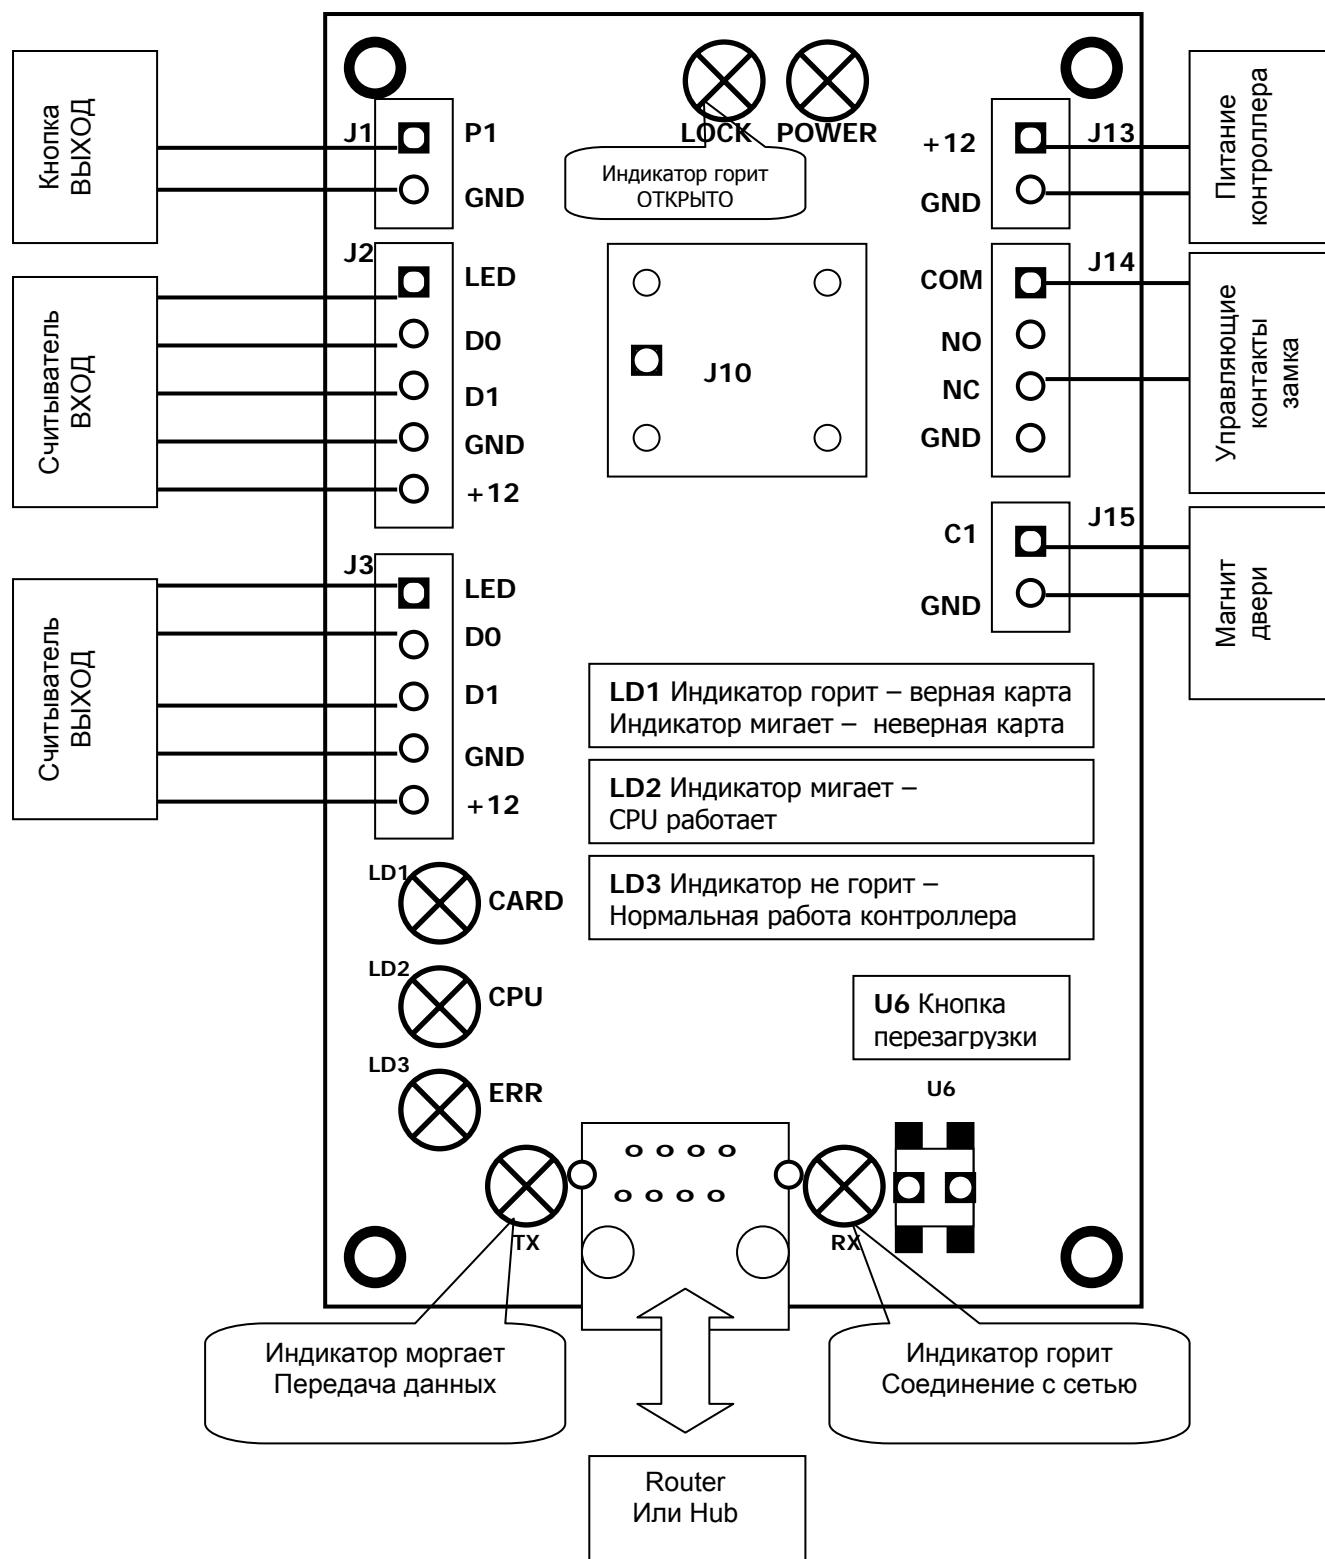 LOCK POWER
Индикатор горит
ОТКРЫТО
Кнопка
ВЫХОД
J1
P1
GND
Считыватель
ВХОД
J2
LED
D0
D1
GND
+12
Считыватель
ВЫХОД
J3
LED
D0
D1
GND
+12
J10
+12
GND
J13
Питание
контроллера
COM
NO
NC
GND
J14
Управляющие
контакты
замка
C1
GND
J15
Магнит
двери
LD1 Индикатор горит – верная карта
Индикатор мигает – неверная карта
LD2 Индикатор мигает –
CPU работает
LD3 Индикатор не горит –
Нормальная работа контроллера
LD1
CARD
LD2
CPU
LD3
ERR
U6 Кнопка
перезагрузки
U6
TX
RX
Индикатор моргает
Передача данных
Индикатор горит
Соединение с сетью
Router
Или Hub